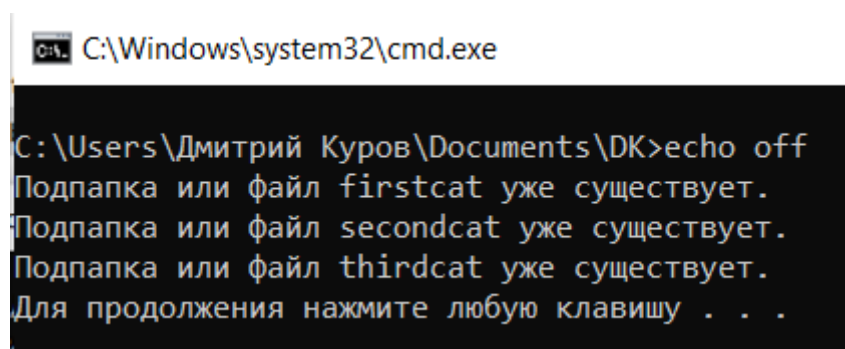 C:\Windows\system32\cmd.exe
C:\Users\Дмитрий Куров\Documents\DK>echo off
Подпапка или файл firstcat уже существует.
Подпапка или файл secondcat уже существует.
Подпапка или файл thirdcat уже существует.
Для продолжения нажмите любую клавишу . . .